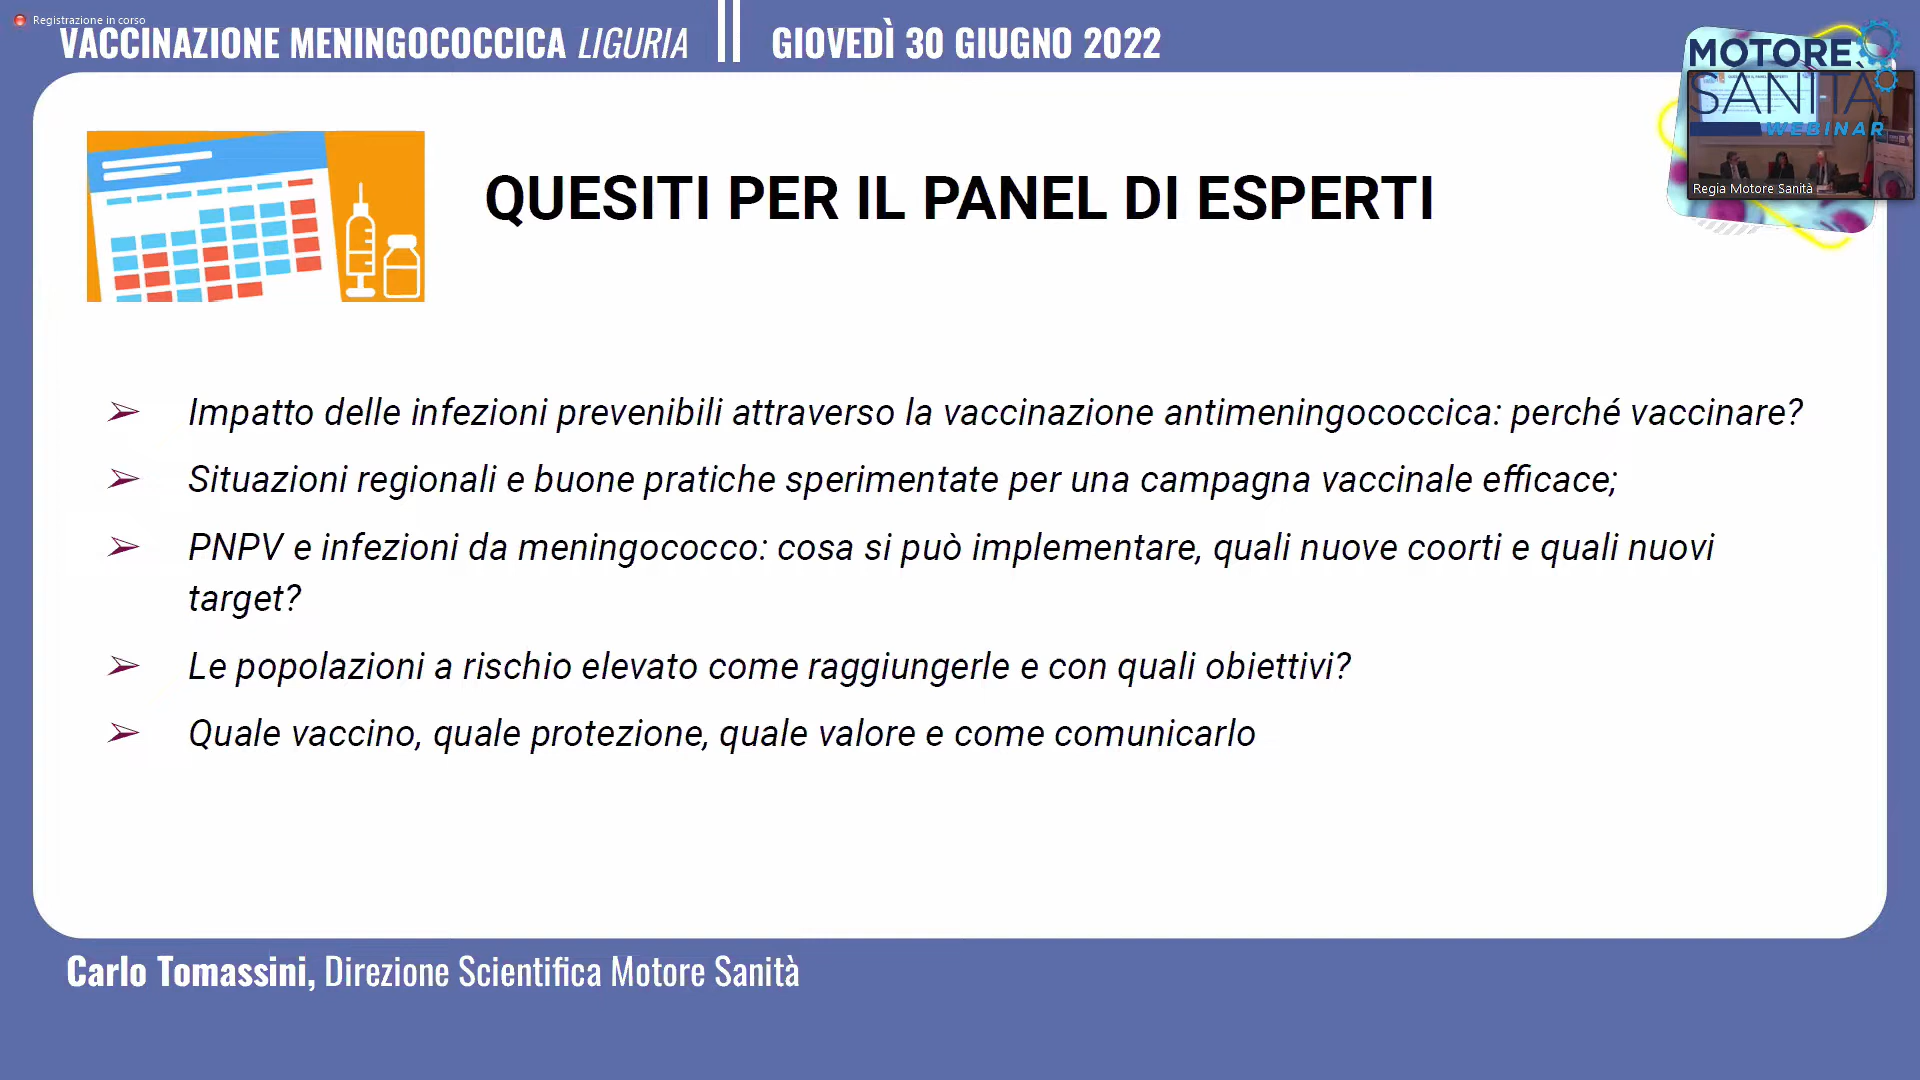 Registrazione in corso
VACCINAZIONE MENINGOCOCCICA LIGURIA || GIOVEDÌ 30 GIUGNO 2022
MOTORE
SANITÀ
WEBINAR
Regia Motore Sanità
QUESITI PER IL PANEL DI ESPERTI
➢ Impatto delle infezioni prevenibili attraverso la vaccinazione antimeningococcica: perché vaccinare?
➢ Situazioni regionali e buone pratiche sperimentate per una campagna vaccinale efficace;
➢ PNPV e infezioni da meningococco: cosa si può implementare, quali nuove coorti e quali nuovi
target?
➢ Le popolazioni a rischio elevato come raggiungerle e con quali obiettivi?
➢ Quale vaccino, quale protezione, quale valore e come comunicarlo
Carlo Tomassini, Direzione Scientifica Motore Sanità